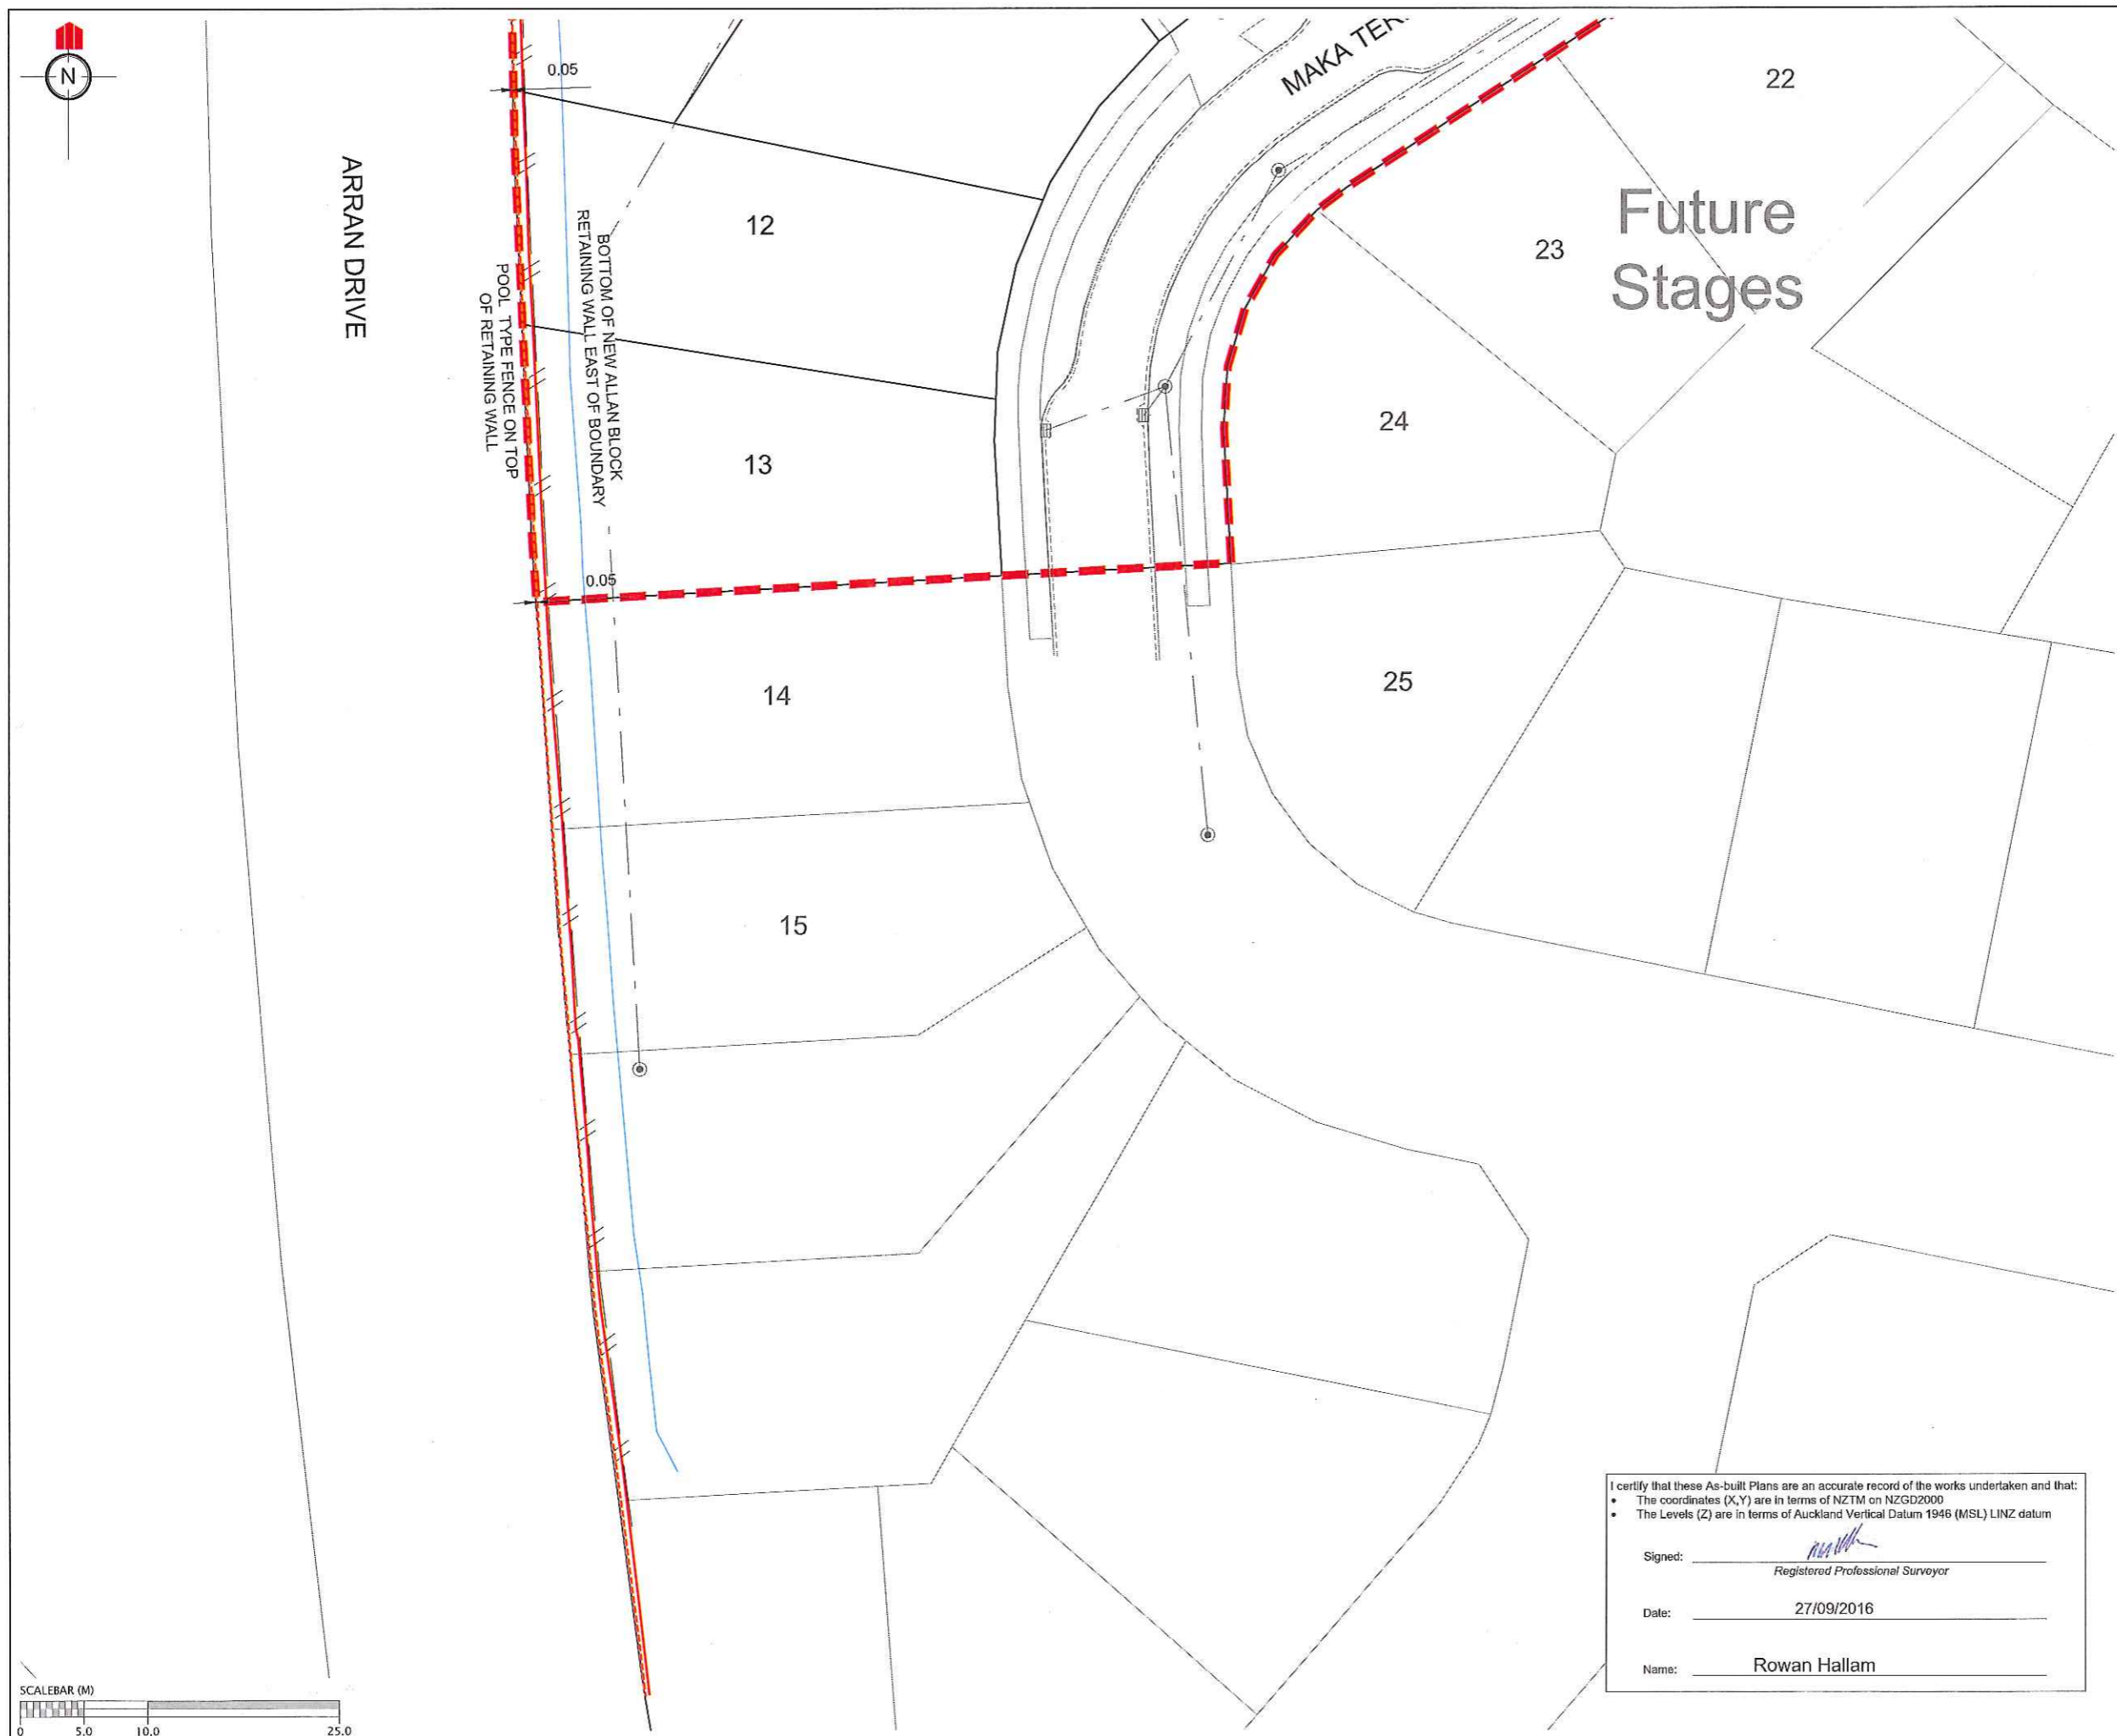 N
0.05
MAKA TER
22
ARRAN DRIVE
12
Future
Stages
23
BOTTOM OF NEW ALLAN BLOCK
RETAINING WALL EAST OF BOUNDARY
POOL TYPE FENCE ON TOP
OF RETAINING WALL
24
13
0.05
14
25
15
I certify that these As-built Plans are an accurate record of the works undertaken and that:
• The coordinates (X,Y) are in terms of NZTM on NZGD2000
• The Levels (Z) are in terms of Auckland Vertical Datum 1946 (MSL) LINZ datum
Signed:
Registered Professional Surveyor
Date: 27/09/2016
Name: Rowan Hallam
SCALEBAR (M)
0 5.0 10.0 25.0